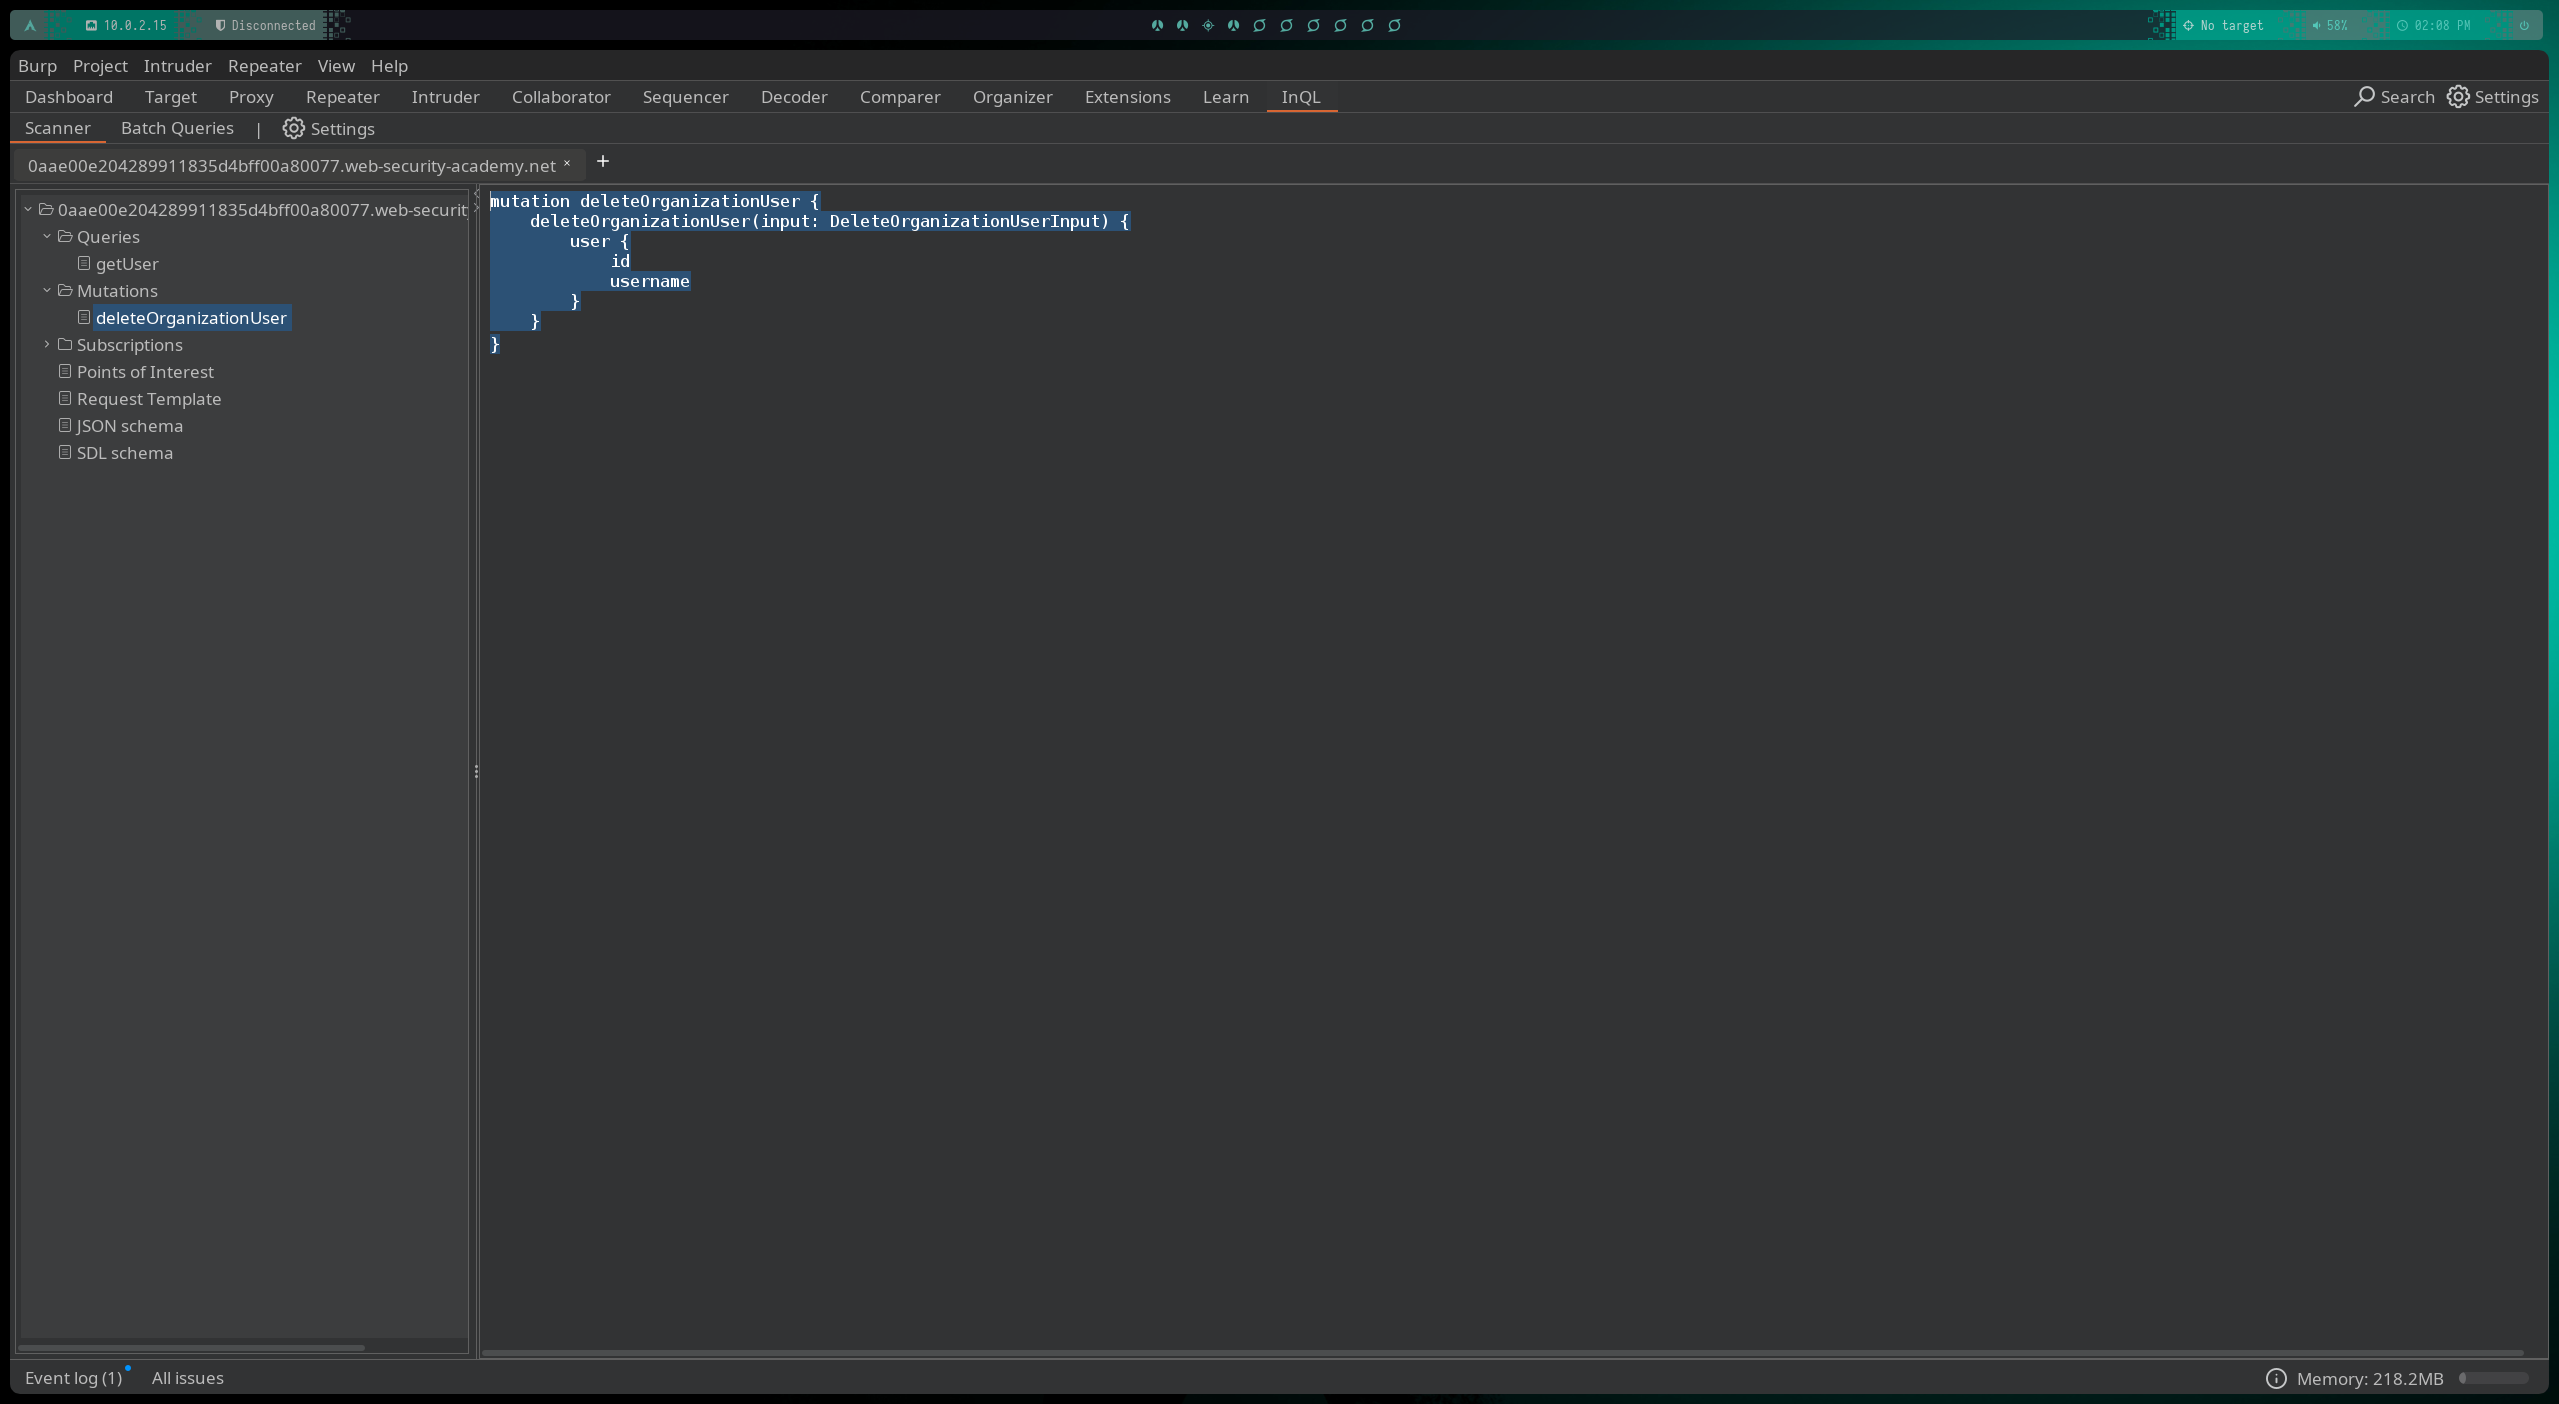 10.0.2.15 Disconnected No target 58% 02:08 PM
Burp Project Intruder Repeater View Help
Dashboard Target Proxy Repeater Intruder Collaborator Sequencer Decoder Comparer Organizer Extensions Learn InQL Search Settings
Scanner Batch Queries | Settings
0aae00e204289911835d4bff00a80077.web-security-academy.net × +
0aae00e204289911835d4bff00a80077.web-security
Queries
getUser
Mutations
deleteOrganizationUser
Subscriptions
Points of Interest
Request Template
JSON schema
SDL schema
mutation deleteOrganizationUser {
    deleteOrganizationUser(input: DeleteOrganizationUserInput) {
        user {
            id
            username
        }
    }
}
Event log (1) All issues Memory: 218.2MB